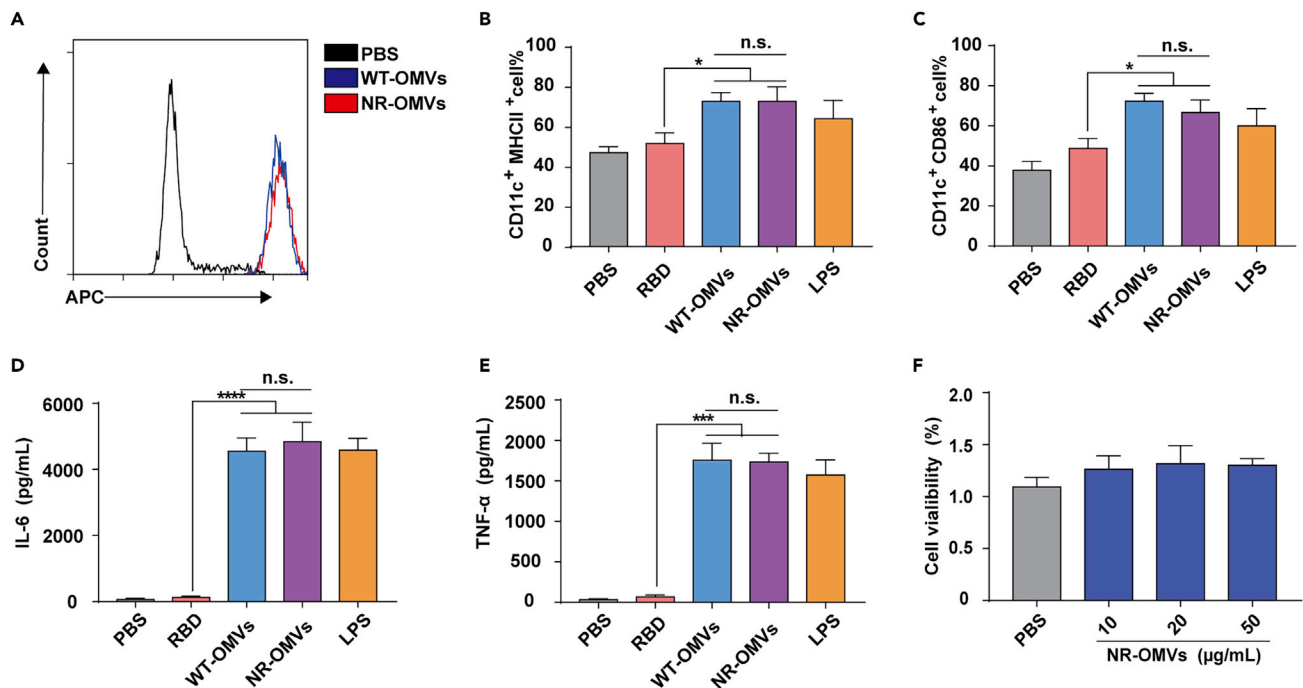 A
PBS
WT-OMVs
NR-OMVs
Count
APC
B
CD11c+ MHCII +cell%
100
80
60
40
20
0
*
n.s.
PBS
RBD
WT-OMVs
NR-OMVs
LPS
C
CD11c+ CD86+ cell%
100
80
60
40
20
0
*
n.s.
PBS
RBD
WT-OMVs
NR-OMVs
LPS
D
IL-6 (pg/mL)
6000
4000
2000
0
****
n.s.
PBS
RBD
WT-OMVs
NR-OMVs
LPS
E
TNF-α (pg/mL)
2500
2000
1500
1000
500
0
***
n.s.
PBS
RBD
WT-OMVs
NR-OMVs
LPS
F
Cell vialibility (%)
2.0
1.5
1.0
0.5
0.0
PBS
10
20
50
NR-OMVs (μg/mL)